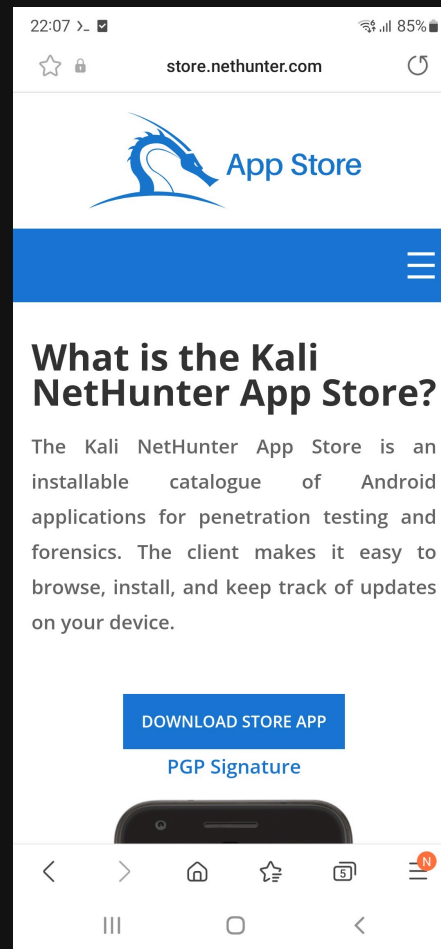 22:07 >_ 85%
store.nethunter.com
App Store
What is the Kali
NetHunter App Store?
The Kali NetHunter App Store is an
installable catalogue of Android
applications for penetration testing and
forensics. The client makes it easy to
browse, install, and keep track of updates
on your device.
DOWNLOAD STORE APP
PGP Signature
5 N